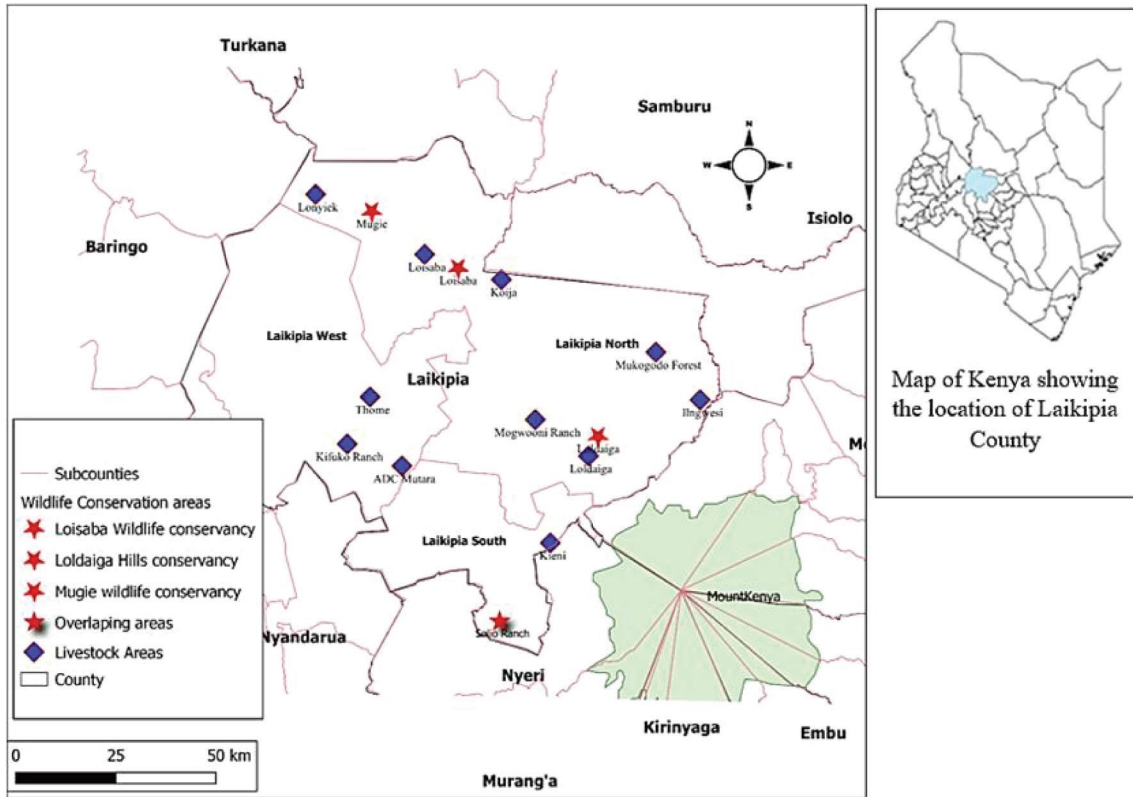 Turkana
Samburu
Isiolo
Baringo
N
W
E
S
Lonyiek
Mugie
Loisaba
Loisaba
Koija
Laikipia West
Laikipia North
Mukogodo Forest
Laikipia
Thome
Ilngwesi
Mogwooni Ranch
Loldaiga
Loldaiga
Kifuko Ranch
ADC Mutara
Laikipia South
Kieni
MountKenya
Solio Ranch
Nyandarua
Nyeri
Kirinyaga
Embu
Murang'a
Subcounties
Wildlife Conservation areas
Loisaba Wildlife conservancy
Loldaiga Hills conservancy
Mugie wildlife conservancy
Overlaping areas
Livestock Areas
County
0 25 50 km
Map of Kenya showing
the location of Laikipia
County